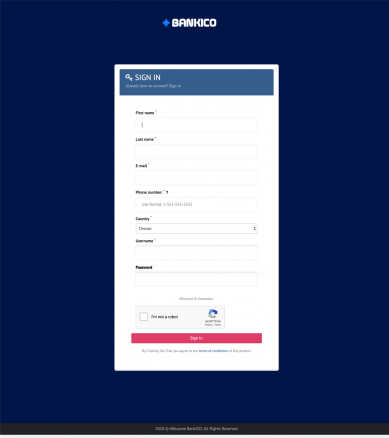 BANKICO
SIGN IN
Already have an account? Sign in
First name *
Last name *
E-mail *
Phone number: * ?
Use format: 1-555-555-5555
Country *
Choose
Username *
Password
Minimum 8 characters
I'm not a robot
reCAPTCHA
Privacy - Terms
Sign In
By Clicking you agree to our terms of conditions of this product
2018 © Welcome BankICO. All Rights Reserved